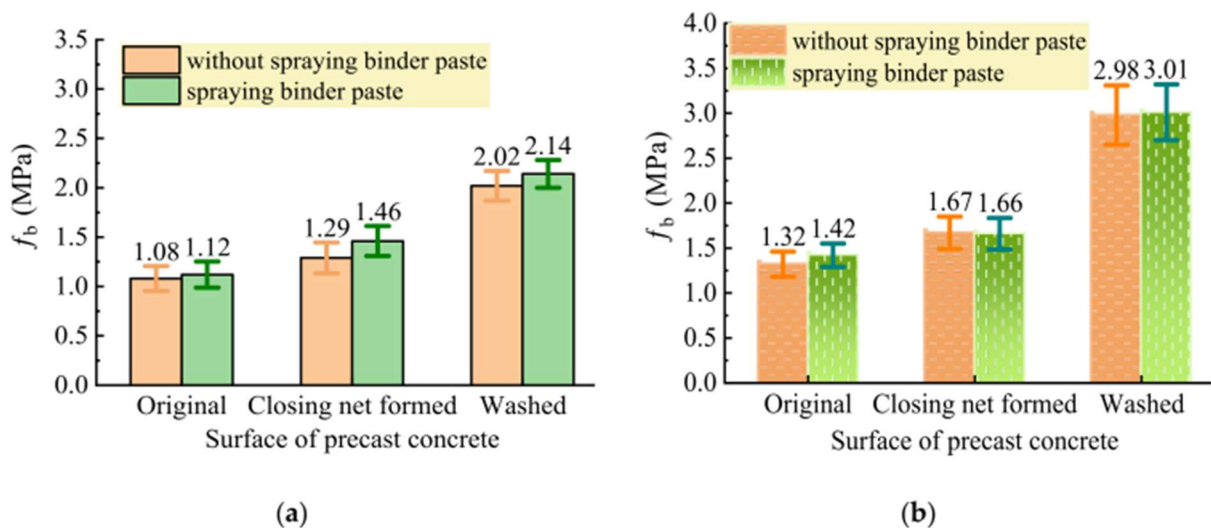 3.5
3.0
2.5
2.0
1.5
1.0
0.5
0.0
f_b (MPa)
without spraying binder paste
spraying binder paste
1.08 1.12
1.29 1.46
2.02 2.14
Original Closing net formed Washed
Surface of precast concrete
(a)
4.0
3.5
3.0
2.5
2.0
1.5
1.0
0.5
0.0
f_b (MPa)
without spraying binder paste
spraying binder paste
1.32 1.42
1.67 1.66
2.98 3.01
Original Closing net formed Washed
Surface of precast concrete
(b)